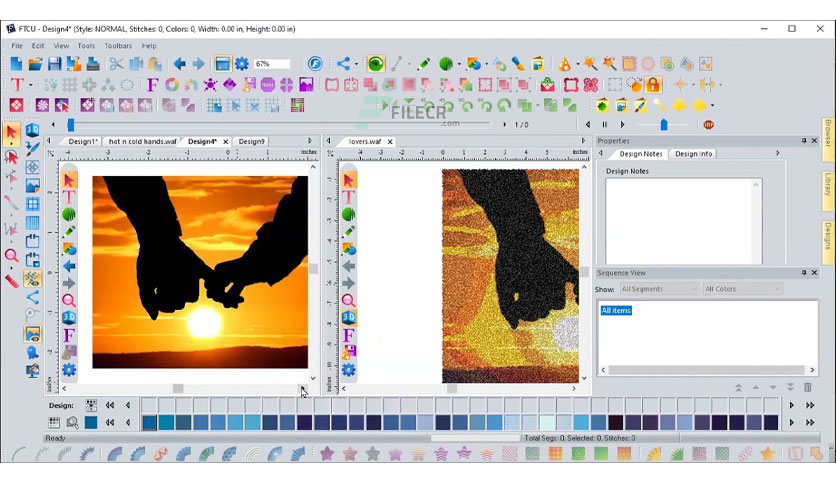 FTCU - Design4* (Style: NORMAL, Stitches: 0, Colors: 0, Width: 0.00 in, Height: 0.00 in)
File Edit View Tools Toolbars Help
67%
FILECR
.com
1 / 0
Design1* hot n cold hands.waf Design4* Design9
lovers.waf
Properties
Design Notes Design Info
Design Notes
inches
inches
Browser
Library
Designs
Sequence View
Show: All Segments All Colors
All items
Design:
Ready
Total Segs: 0, Selected: 0, Stitches: 0